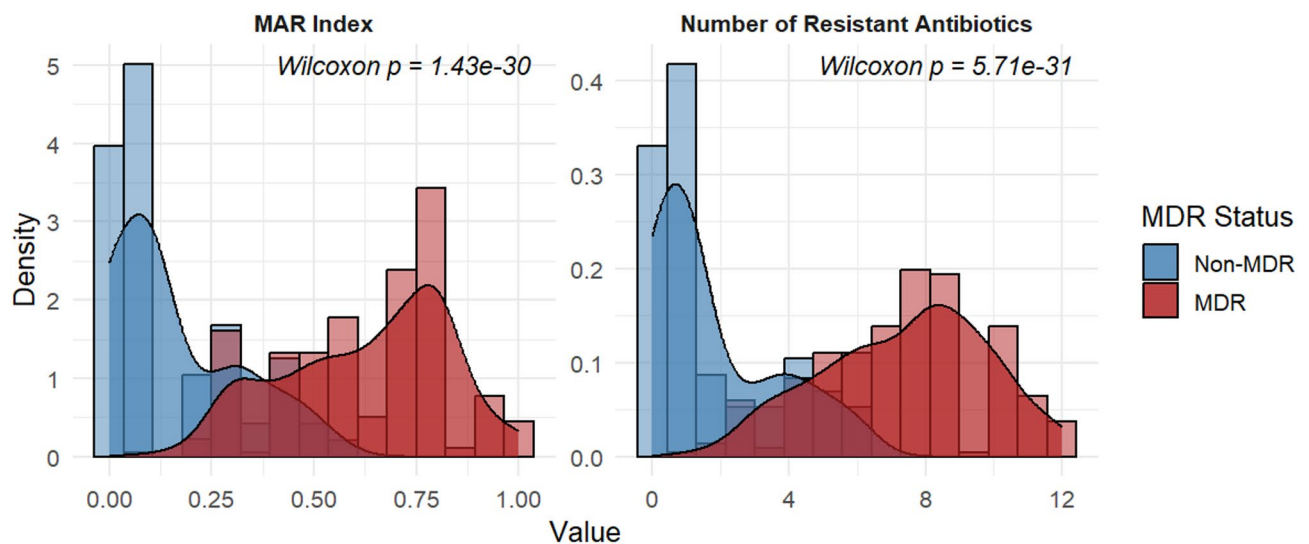 MAR Index
Number of Resistant Antibiotics
Wilcoxon p = 1.43e-30
Wilcoxon p = 5.71e-31
Density
5
4
3
2
1
0
0.4
0.3
0.2
0.1
0.0
0.00 0.25 0.50 0.75 1.00
0 4 8 12
Value
MDR Status
Non-MDR
MDR